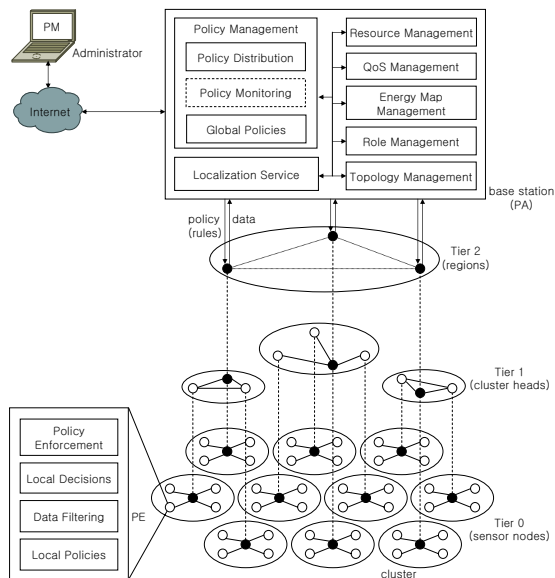 PM
Administrator
Internet
Policy Management
Policy Distribution
Policy Monitoring
Global Policies
Localization Service
Resource Management
QoS Management
Energy Map
Management
Role Management
Topology Management
base station
(PA)
policy
(rules)
data
Tier 2
(regions)
Tier 1
(cluster heads)
Policy
Enforcement
Local Decisions
Data Filtering
Local Policies
PE
Tier 0
(sensor nodes)
cluster